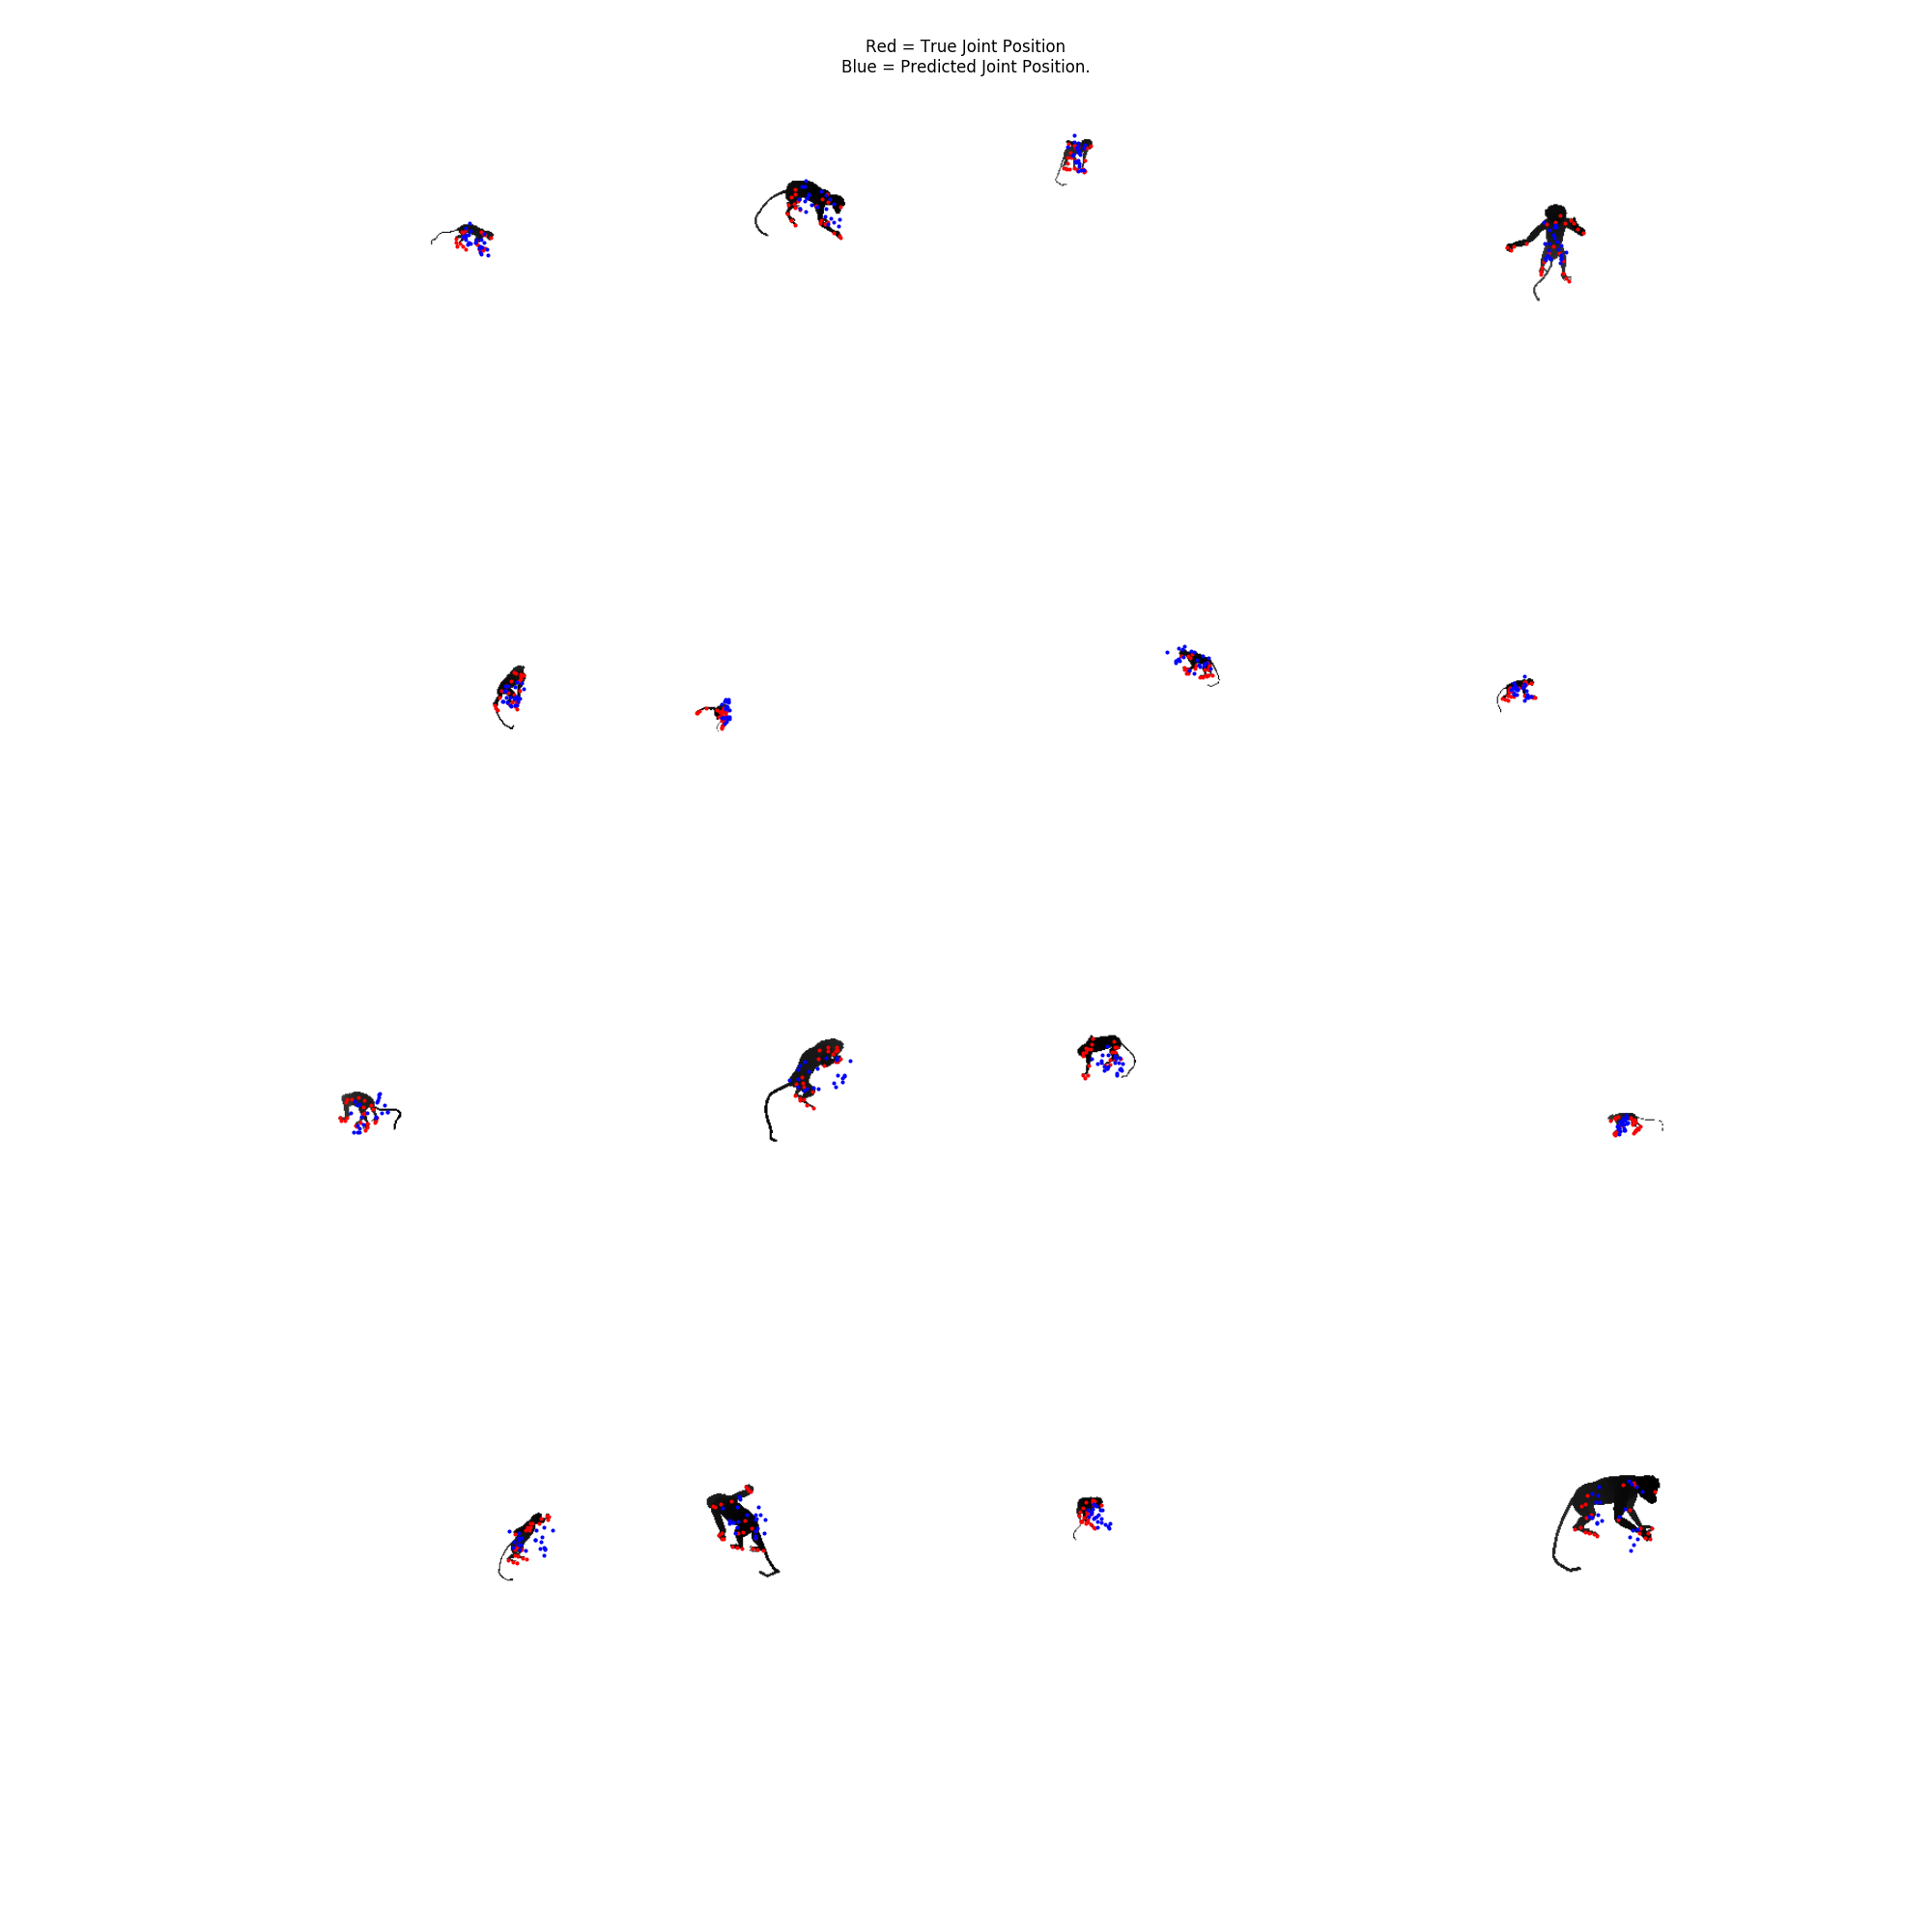 Red = True Joint Position
Blue = Predicted Joint Position.